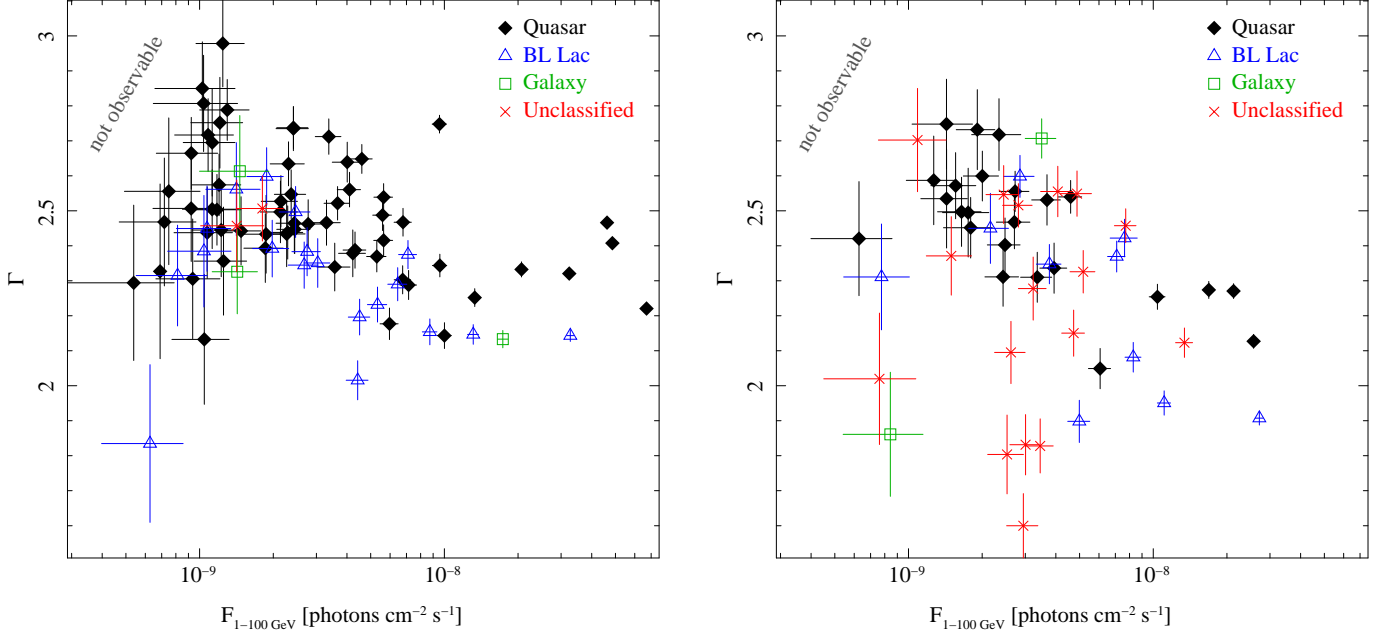 not observable
Quasar
BL Lac
Galaxy
Unclassified
3
2.5
2
Γ
10⁻⁹
10⁻⁸
F₁₋₁₀₀ GeV [photons cm⁻² s⁻¹]
not observable
Quasar
BL Lac
Galaxy
Unclassified
3
2.5
2
Γ
10⁻⁹
10⁻⁸
F₁₋₁₀₀ GeV [photons cm⁻² s⁻¹]